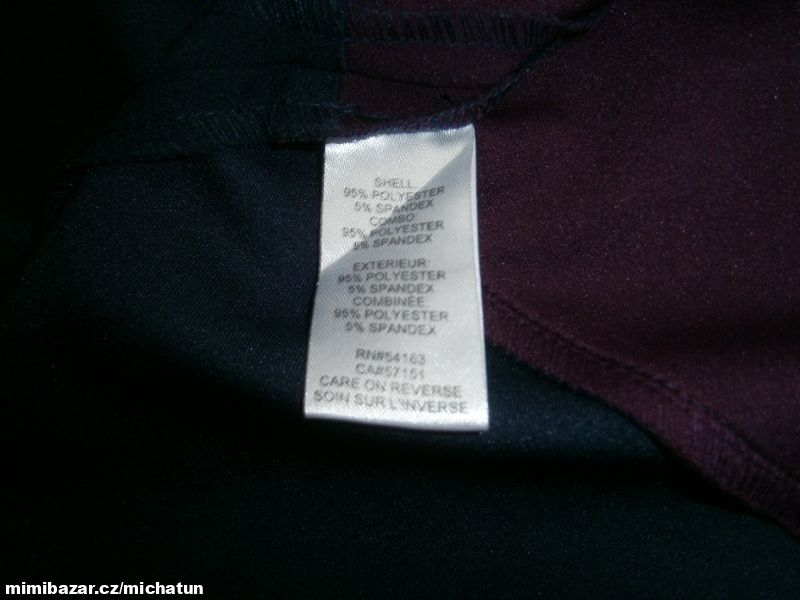 SHELL:
95% POLYESTER
5% SPANDEX
COMBO:
95% POLYESTER
5% SPANDEX
EXTERIEUR:
95% POLYESTER
5% SPANDEX
COMBINÉE:
95% POLYESTER
5% SPANDEX
RN#54163
CA#57151
CARE ON REVERSE
SOIN SUR L'INVERSE
mimibazar.cz/michatun